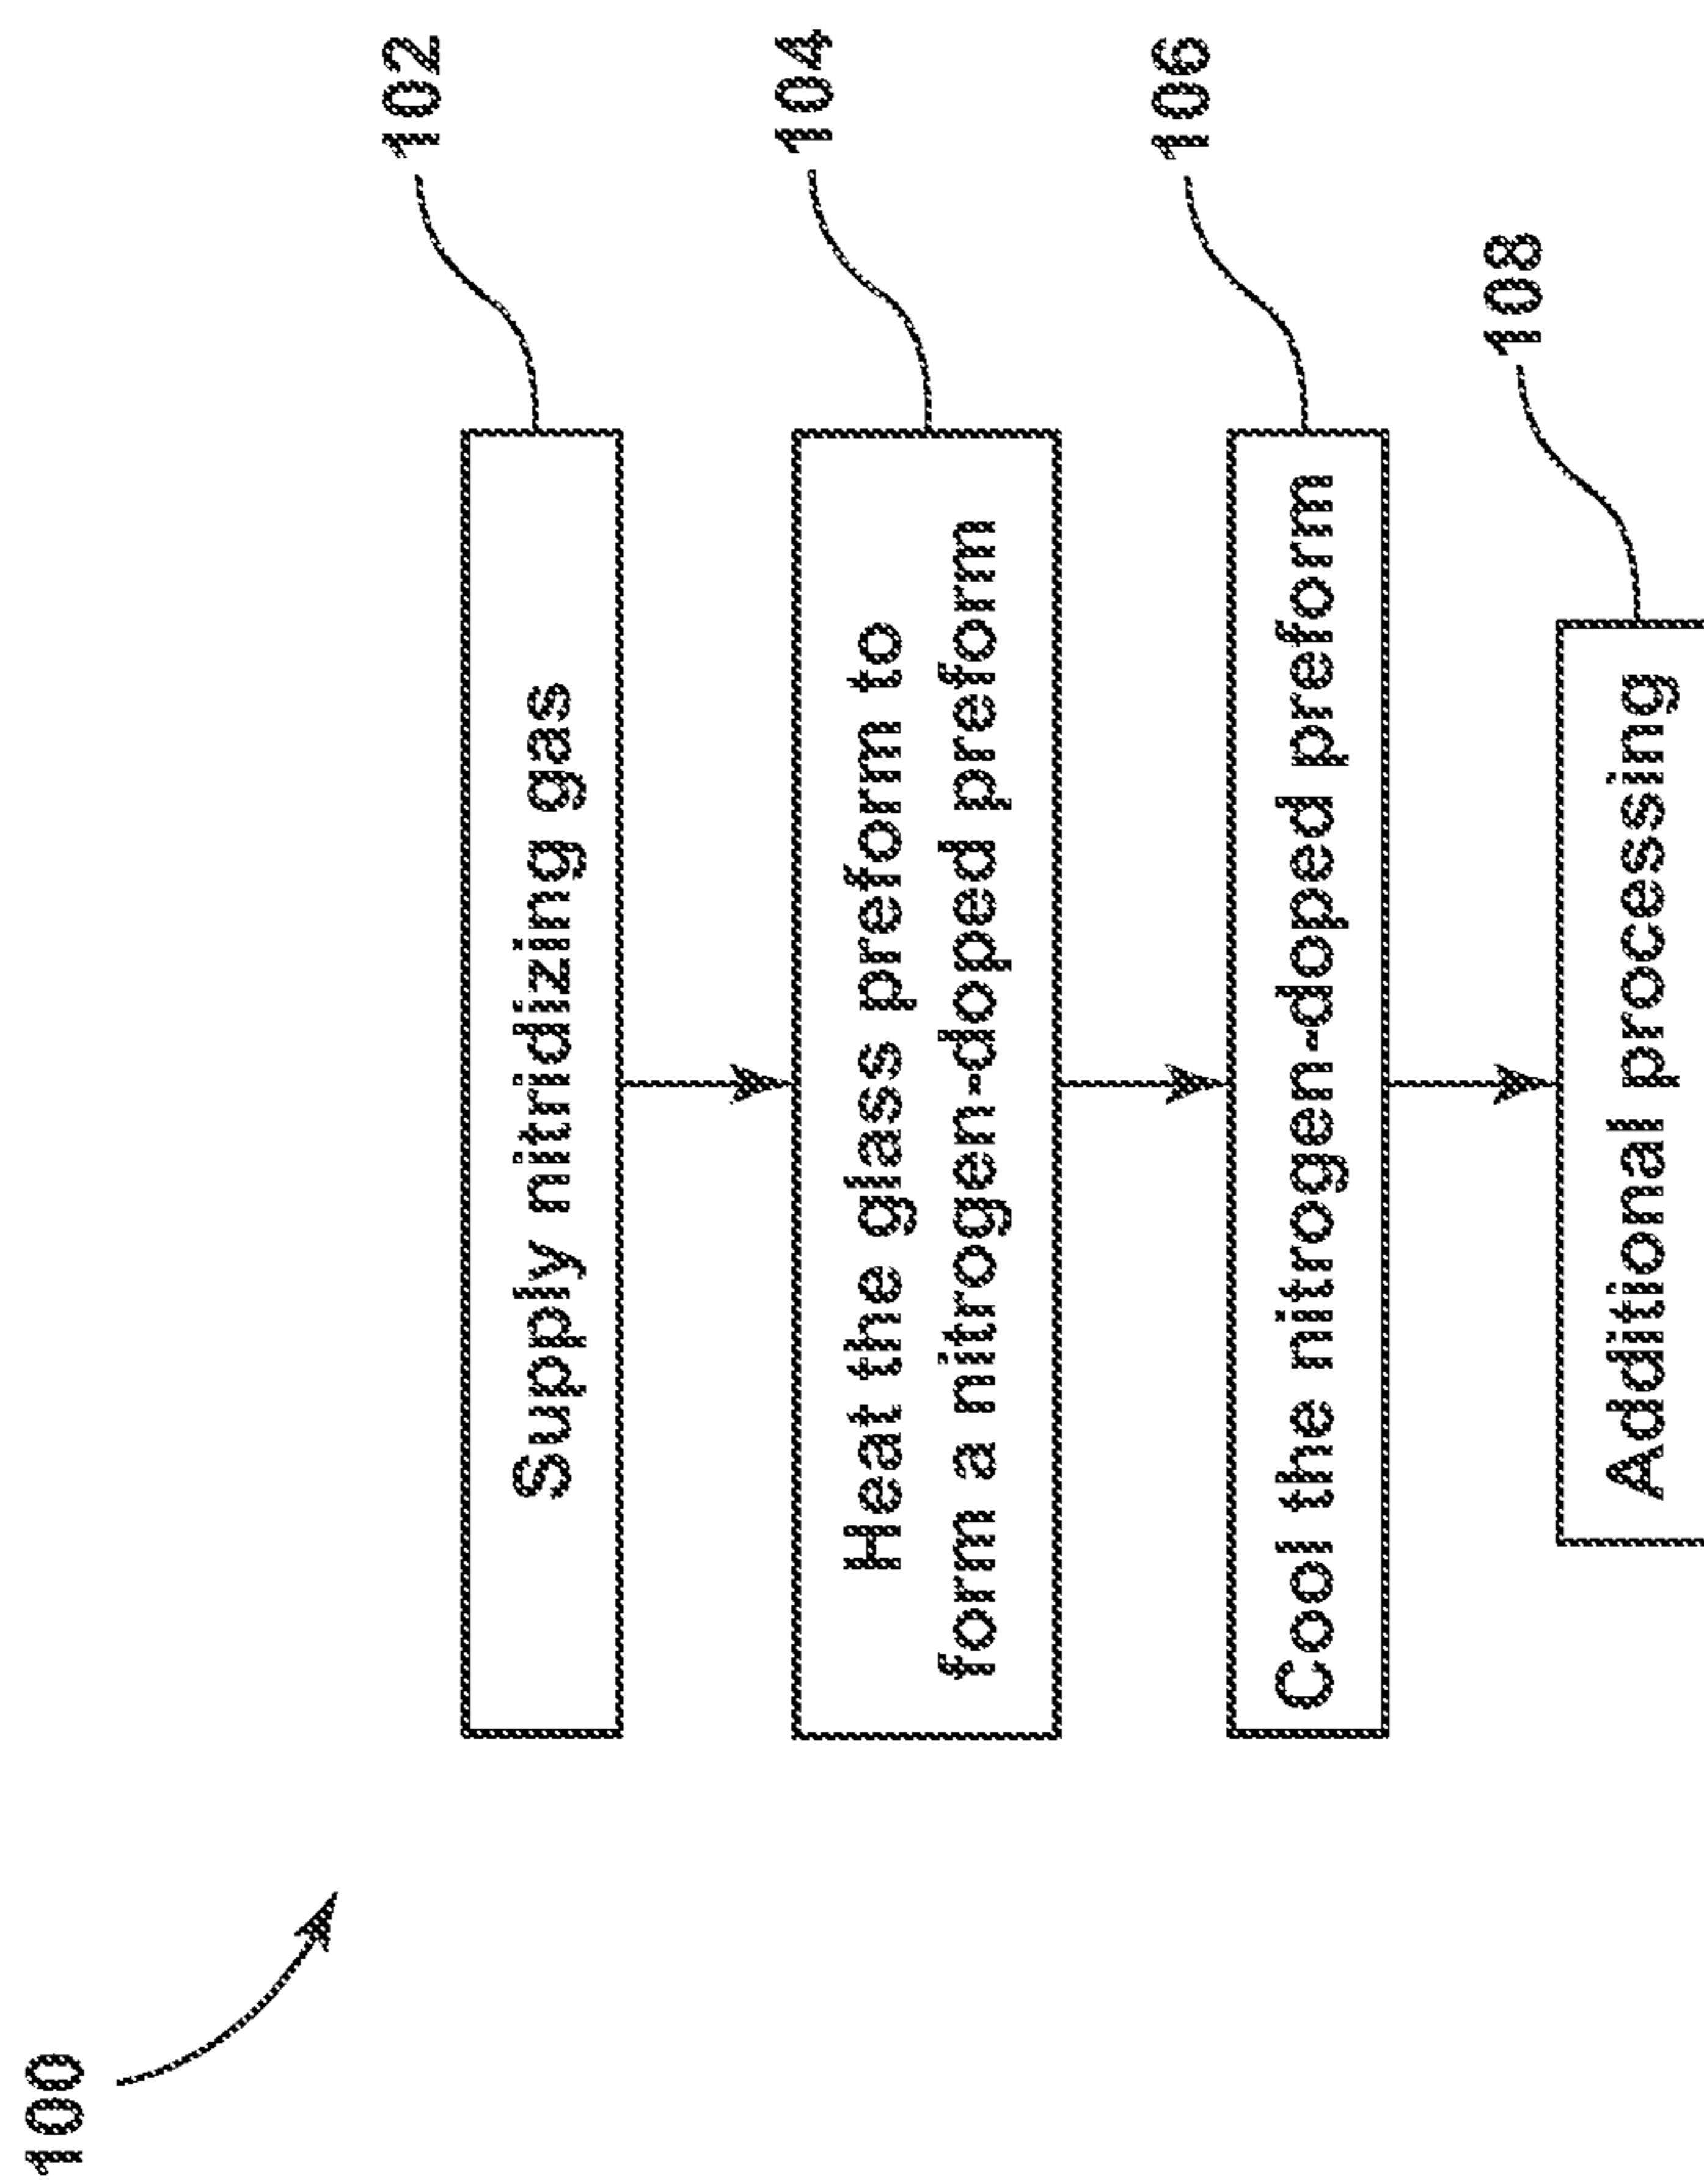 100
102
Supply nitridizing gas
104
Heat the glass preform to
form a nitrogen-doped preform
106
Cool the nitrogen-doped preform
108
Additional processing